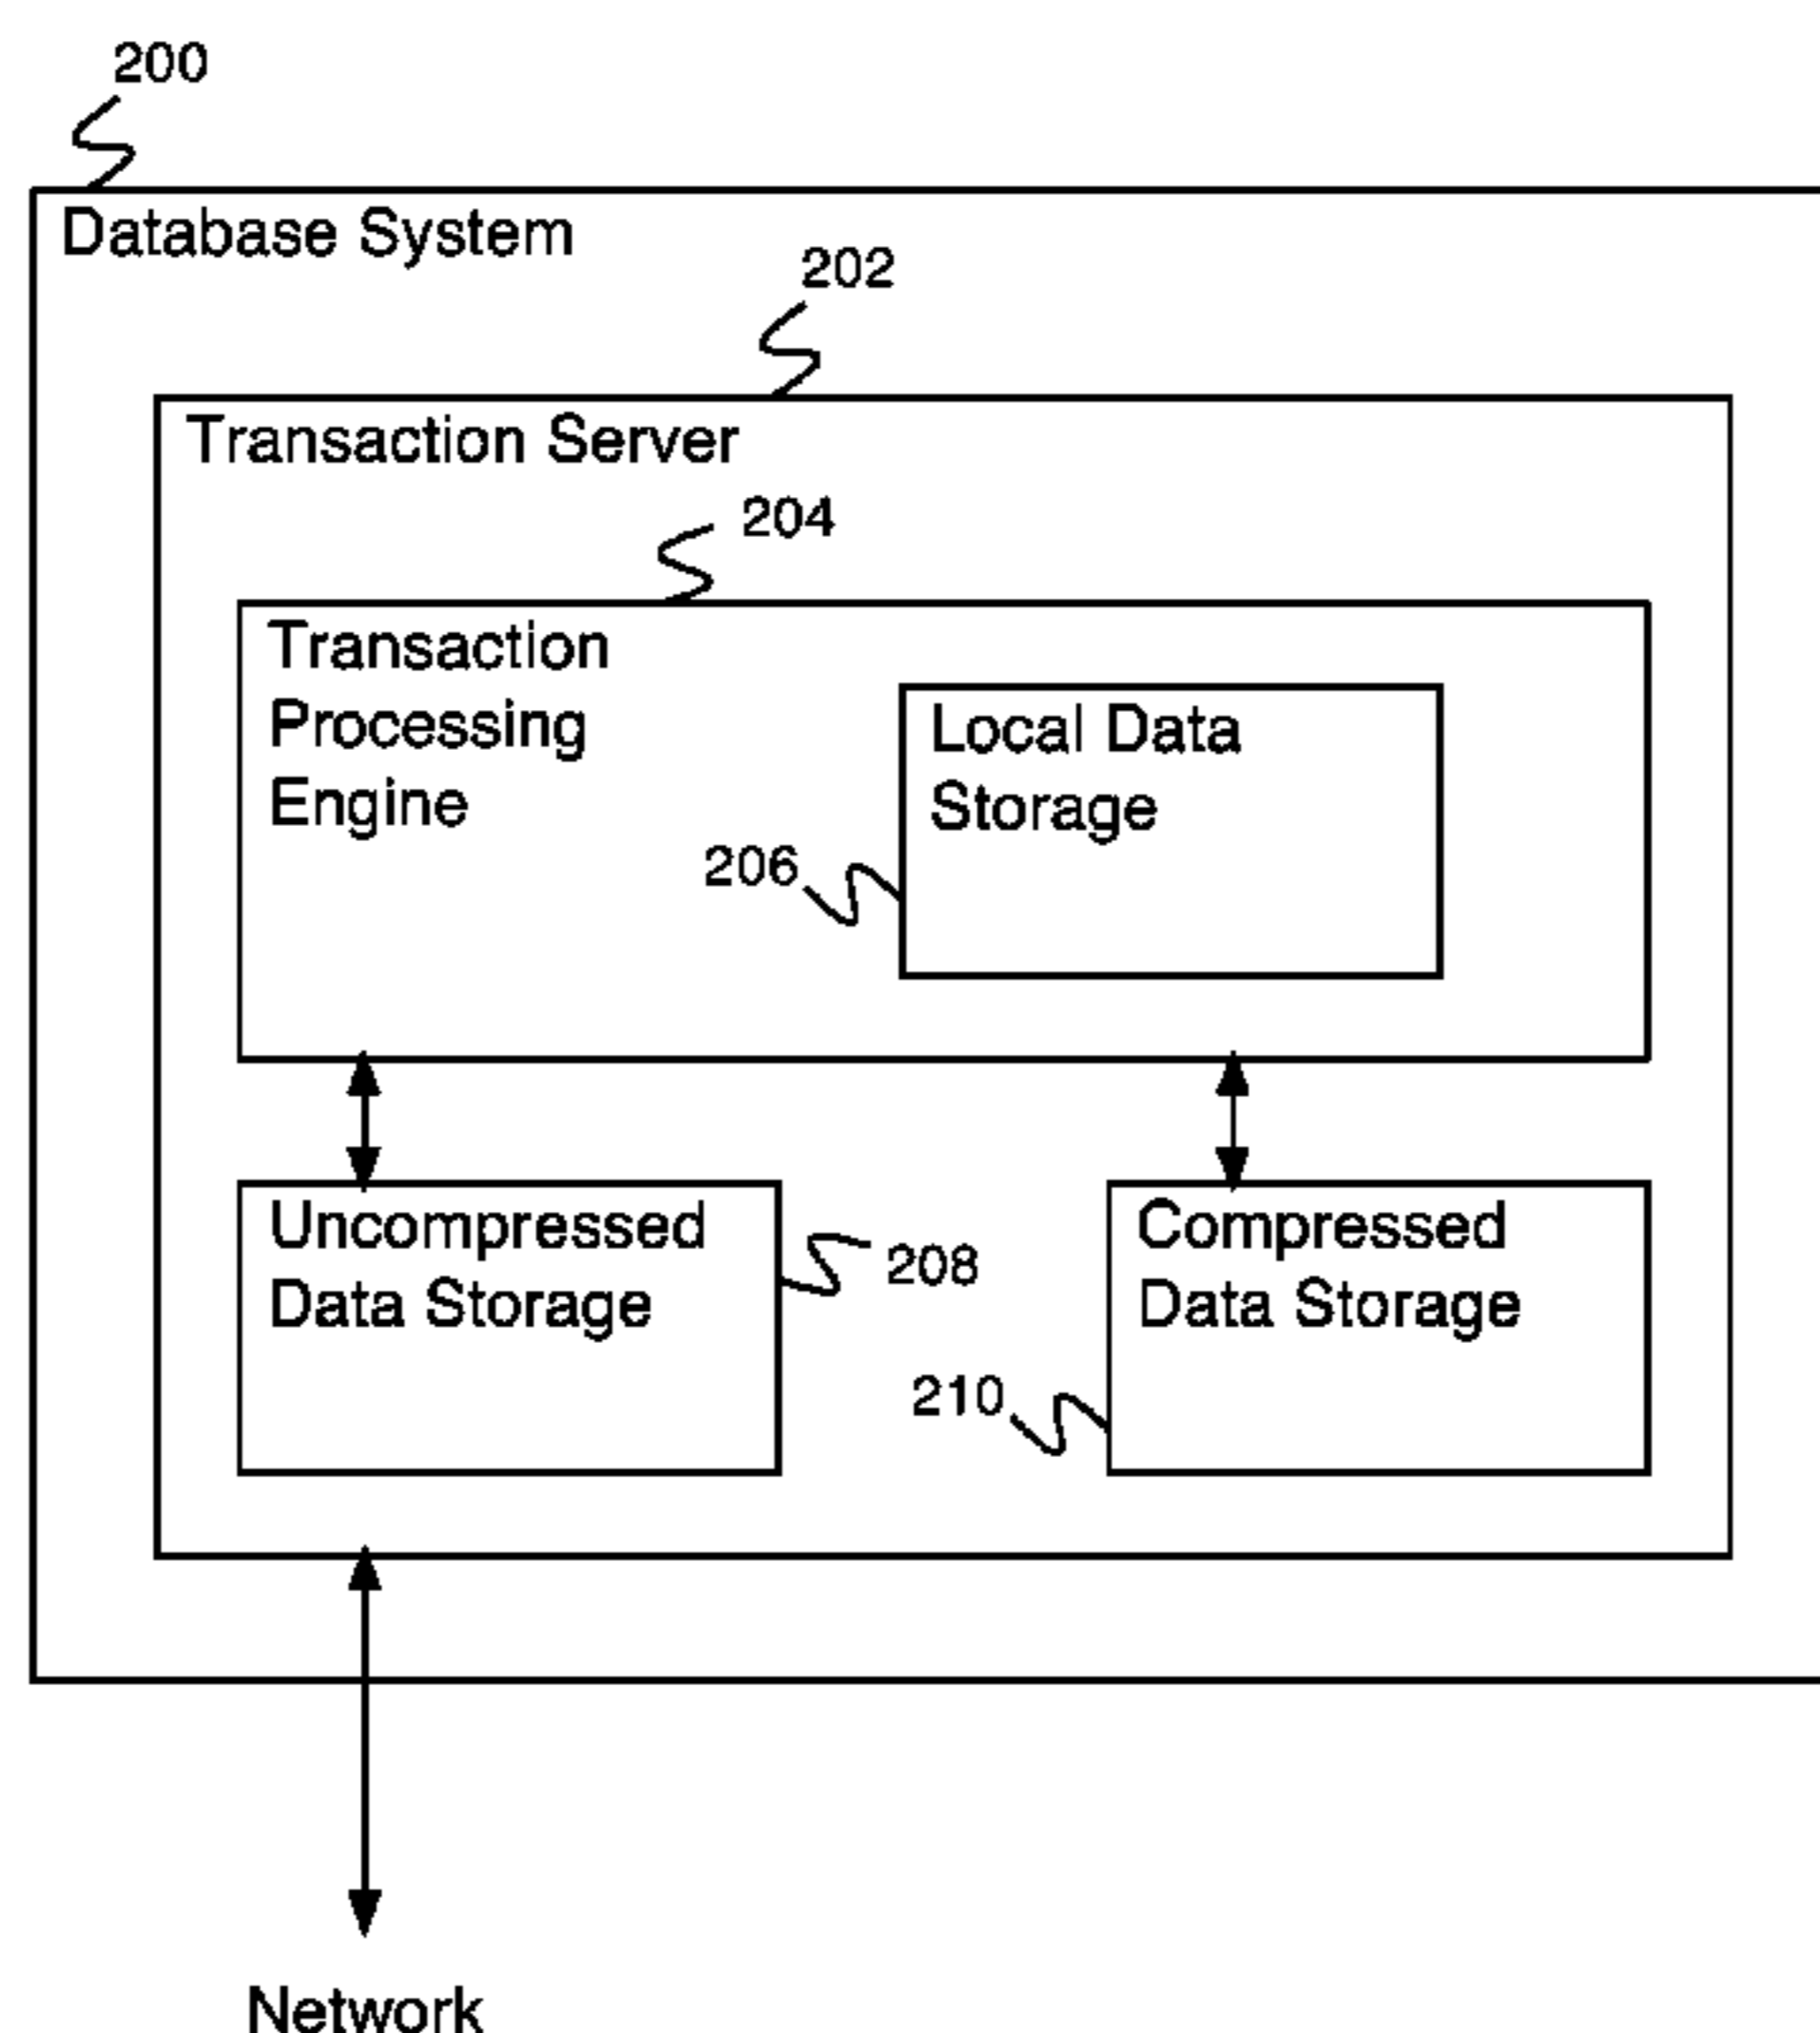 200
Database System
202
Transaction Server
204
Transaction
Processing
Engine
Local Data
Storage
206
Uncompressed
Data Storage
208
Compressed
Data Storage
210
Network